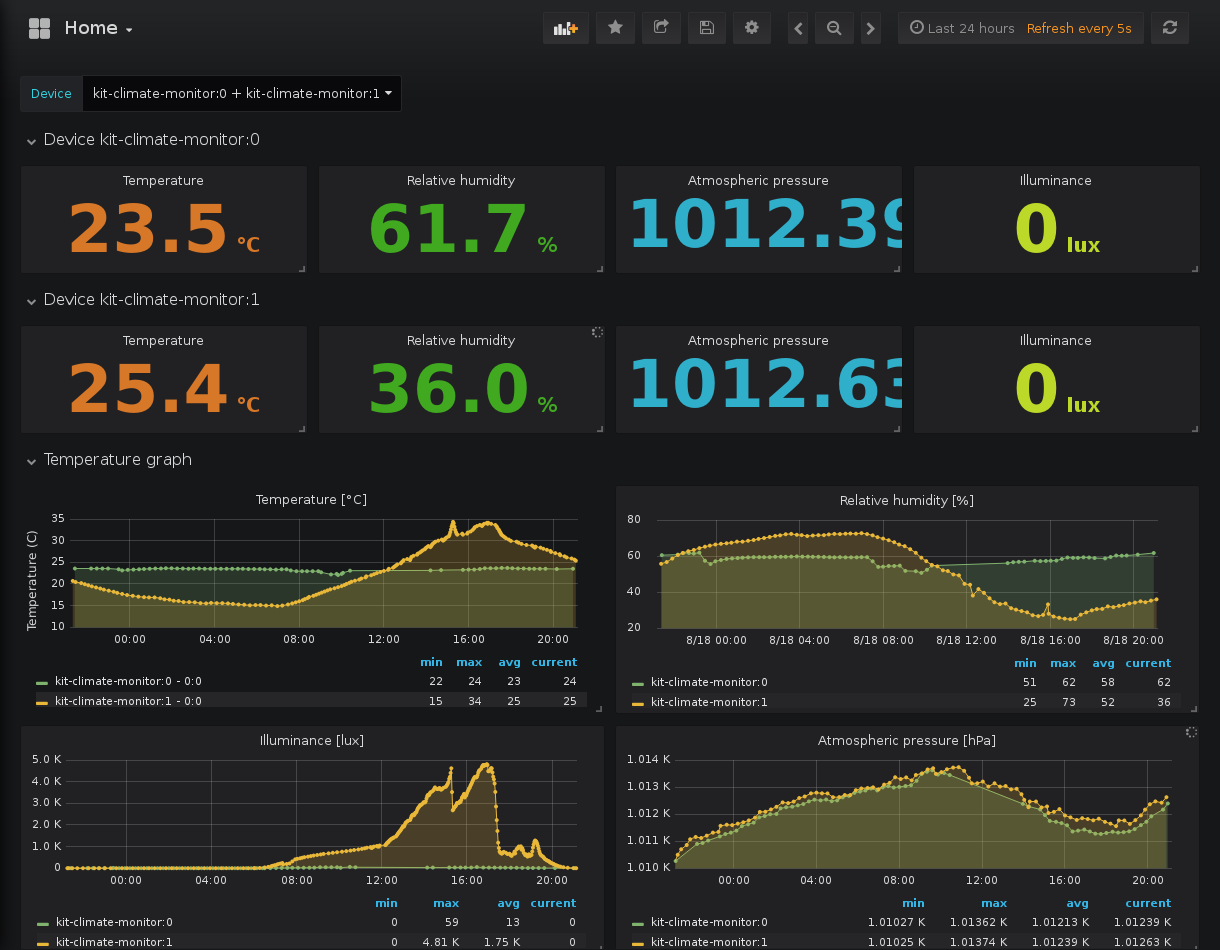 Home
Last 24 hours Refresh every 5s
Device kit-climate-monitor:0 + kit-climate-monitor:1
Device kit-climate-monitor:0
Temperature Relative humidity Atmospheric pressure Illuminance
23.5 °C 61.7 % 1012.39 0 lux
Device kit-climate-monitor:1
Temperature Relative humidity Atmospheric pressure Illuminance
25.4 °C 36.0 % 1012.63 0 lux
Temperature graph
Temperature [°C]
Temperature (C)
35
30
25
20
15
10
00:00 04:00 08:00 12:00 16:00 20:00
min max avg current
kit-climate-monitor:0 - 0:0 22 24 23 24
kit-climate-monitor:1 - 0:0 15 34 25 25
Relative humidity [%]
80
60
40
20
8/18 00:00 8/18 04:00 8/18 08:00 8/18 12:00 8/18 16:00 8/18 20:00
min max avg current
kit-climate-monitor:0 51 62 58 62
kit-climate-monitor:1 25 73 52 36
Illuminance [lux]
5.0 K
4.0 K
3.0 K
2.0 K
1.0 K
0
00:00 04:00 08:00 12:00 16:00 20:00
min max avg current
kit-climate-monitor:0 0 59 13 0
kit-climate-monitor:1 0 4.81 K 1.75 K 0
Atmospheric pressure [hPa]
1.014 K
1.013 K
1.012 K
1.011 K
1.010 K
00:00 04:00 08:00 12:00 16:00 20:00
min max avg current
kit-climate-monitor:0 1.01027 K 1.01362 K 1.01213 K 1.01239 K
kit-climate-monitor:1 1.01025 K 1.01374 K 1.01239 K 1.01263 K